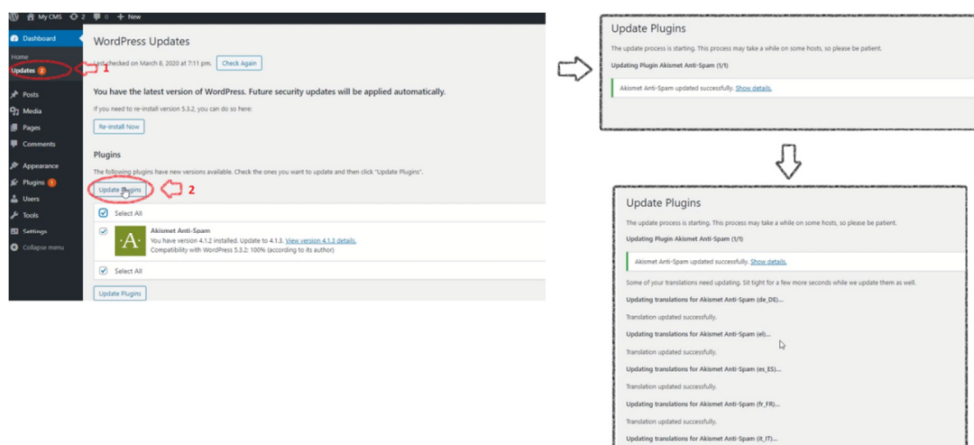 My CMS 2 0 + New
Dashboard
Home
Updates 2
Posts
Media
Pages
Comments
Appearance
Plugins 1
Users
Tools
Settings
Collapse menu
1
WordPress Updates
Last checked on March 8, 2020 at 7:11 pm. Check Again
You have the latest version of WordPress. Future security updates will be applied automatically.
If you need to re-install version 5.3.2, you can do so here:
Re-install Now
Plugins
The following plugins have new versions available. Check the ones you want to update and then click "Update Plugins".
Update Plugins
2
Select All
A
Akismet Anti-Spam
You have version 4.1.2 installed. Update to 4.1.3. View version 4.1.3 details.
Compatibility with WordPress 5.3.2: 100% (according to its author)
Select All
Update Plugins
Update Plugins
The update process is starting. This process may take a while on some hosts, so please be patient.
Updating Plugin Akismet Anti-Spam (1/1)
Akismet Anti-Spam updated successfully. Show details.
Update Plugins
The update process is starting. This process may take a while on some hosts, so please be patient.
Updating Plugin Akismet Anti-Spam (1/1)
Akismet Anti-Spam updated successfully. Show details.
Some of your translations need updating. Sit tight for a few more seconds while we update them as well.
Updating translations for Akismet Anti-Spam (de_DE)...
Translation updated successfully.
Updating translations for Akismet Anti-Spam (el)...
Translation updated successfully.
Updating translations for Akismet Anti-Spam (es_ES)...
Translation updated successfully.
Updating translations for Akismet Anti-Spam (fr_FR)...
Translation updated successfully.
Updating translations for Akismet Anti-Spam (it_IT)...